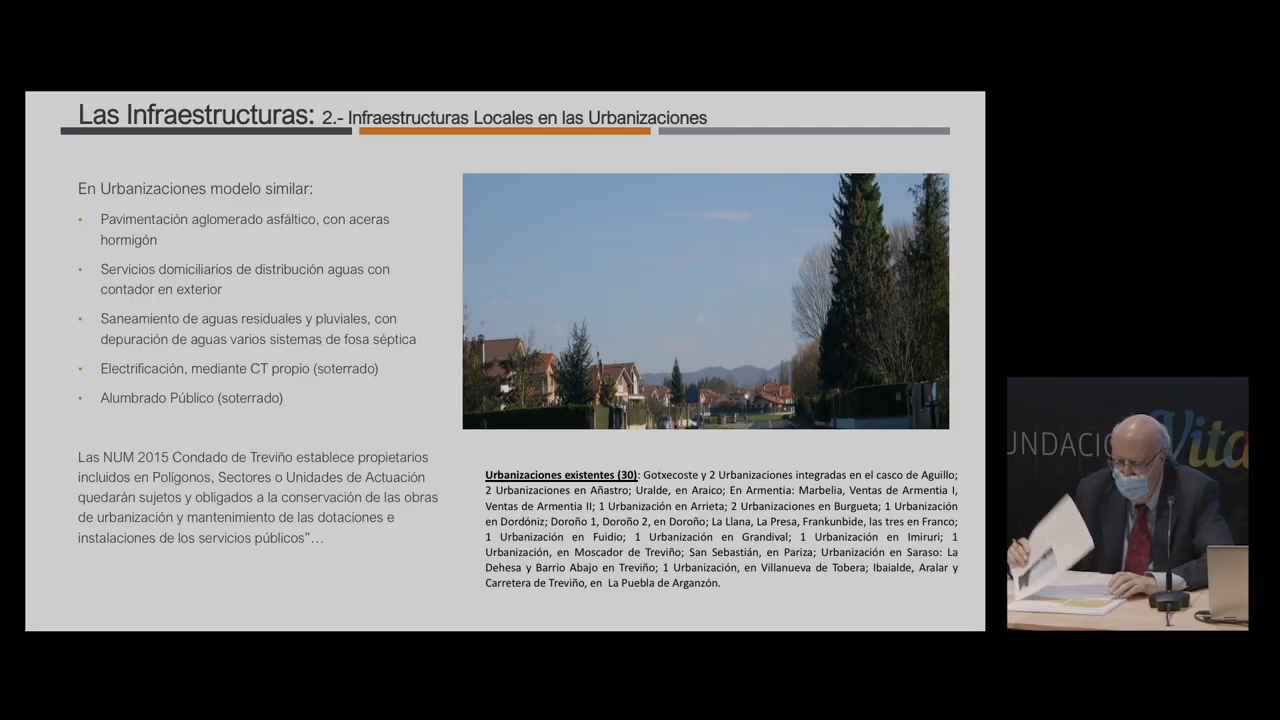 Las Infraestructuras: 2.- Infraestructuras Locales en las Urbanizaciones
En Urbanizaciones modelo similar:
• Pavimentación aglomerado asfáltico, con aceras
hormigón
• Servicios domiciliarios de distribución aguas con
contador en exterior
• Saneamiento de aguas residuales y pluviales, con
depuración de aguas varios sistemas de fosa séptica
• Electrificación, mediante CT propio (soterrado)
• Alumbrado Público (soterrado)
Las NUM 2015 Condado de Treviño establece propietarios
incluidos en Polígonos, Sectores o Unidades de Actuación
quedarán sujetos y obligados a la conservación de las obras
de urbanización y mantenimiento de las dotaciones e
instalaciones de los servicios públicos”…
Urbanizaciones existentes (30): Gotxecoste y 2 Urbanizaciones integradas en el casco de Aguillo;
2 Urbanizaciones en Añastro; Uralde, en Araico; En Armentia: Marbelia, Ventas de Armentia I,
Ventas de Armentia II; 1 Urbanización en Arrieta; 2 Urbanizaciones en Burgueta; 1 Urbanización
en Dordóniz; Doroño 1, Doroño 2, en Doroño; La Llana, La Presa, Frankunbide, las tres en Franco;
1 Urbanización en Fuidio; 1 Urbanización en Grandival; 1 Urbanización en Imiruri; 1
Urbanización, en Moscador de Treviño; San Sebastián, en Pariza; Urbanización en Saraso: La
Dehesa y Barrio Abajo en Treviño; 1 Urbanización, en Villanueva de Tobera; Ibaialde, Aralar y
Carretera de Treviño, en La Puebla de Arganzón.
UNDACIÓ Vita